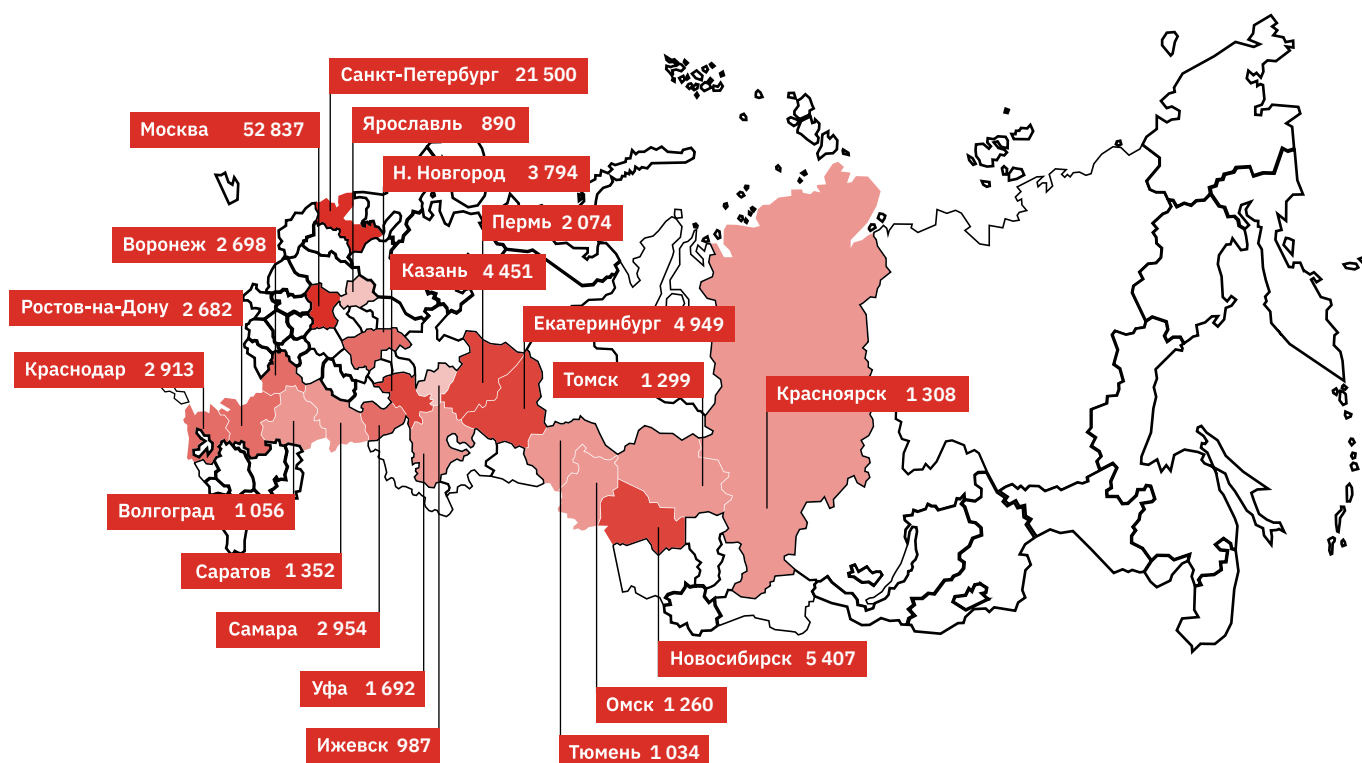 Санкт-Петербург 21 500
Москва 52 837
Ярославль 890
Н. Новгород 3 794
Пермь 2 074
Воронеж 2 698
Казань 4 451
Ростов-на-Дону 2 682
Екатеринбург 4 949
Краснодар 2 913
Томск 1 299
Красноярск 1 308
Волгоград 1 056
Саратов 1 352
Самара 2 954
Новосибирск 5 407
Уфа 1 692
Омск 1 260
Ижевск 987
Тюмень 1 034